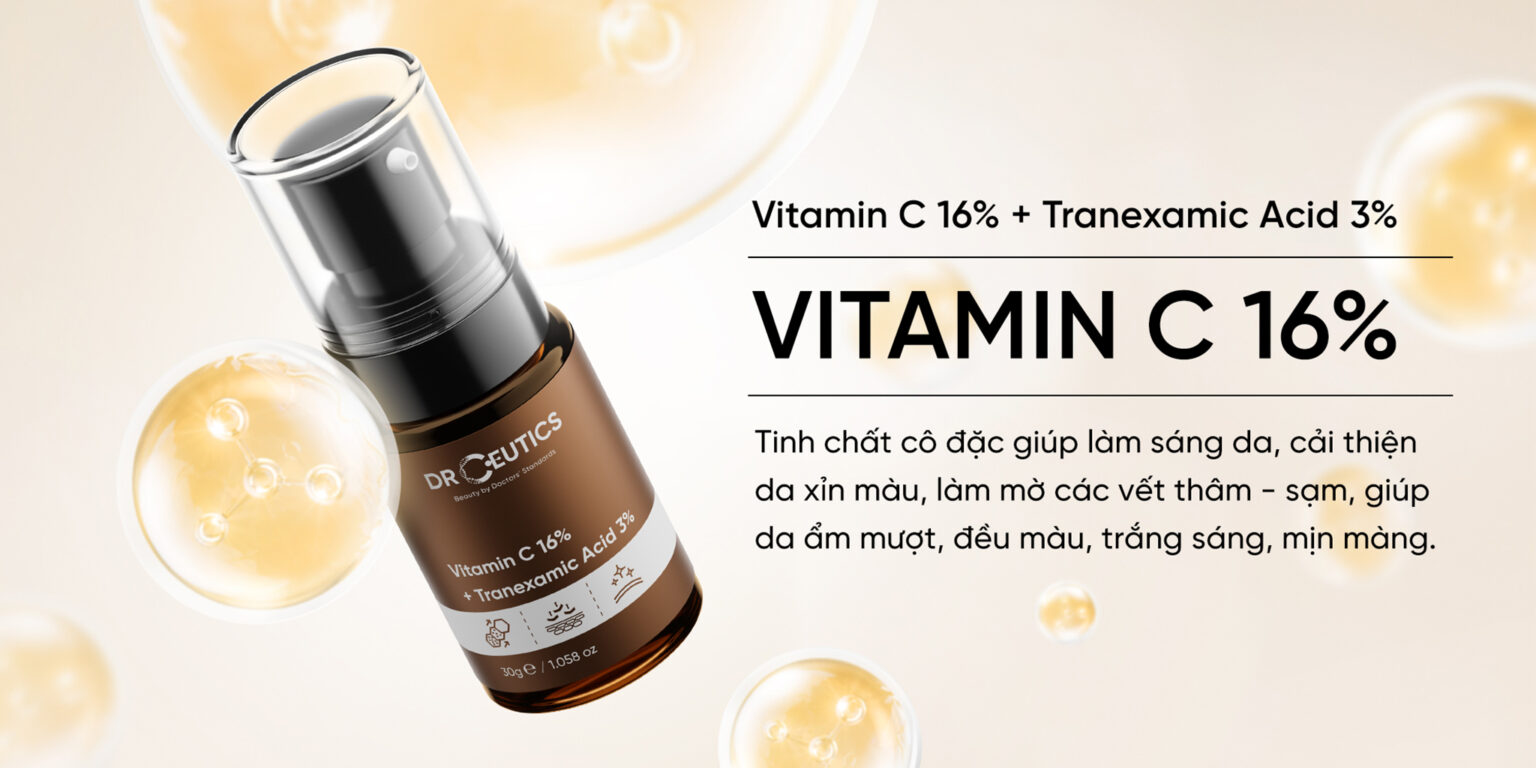 DR CEUTICS
Beauty by Doctors' Standards
Vitamin C 16%
+ Tranexamic Acid 3%
30g ℮ / 1.058 oz
Vitamin C 16% + Tranexamic Acid 3%
VITAMIN C 16%
Tinh chất cô đặc giúp làm sáng da, cải thiện
da xỉn màu, làm mờ các vết thâm - sạm, giúp
da ẩm mượt, đều màu, trắng sáng, mịn màng.